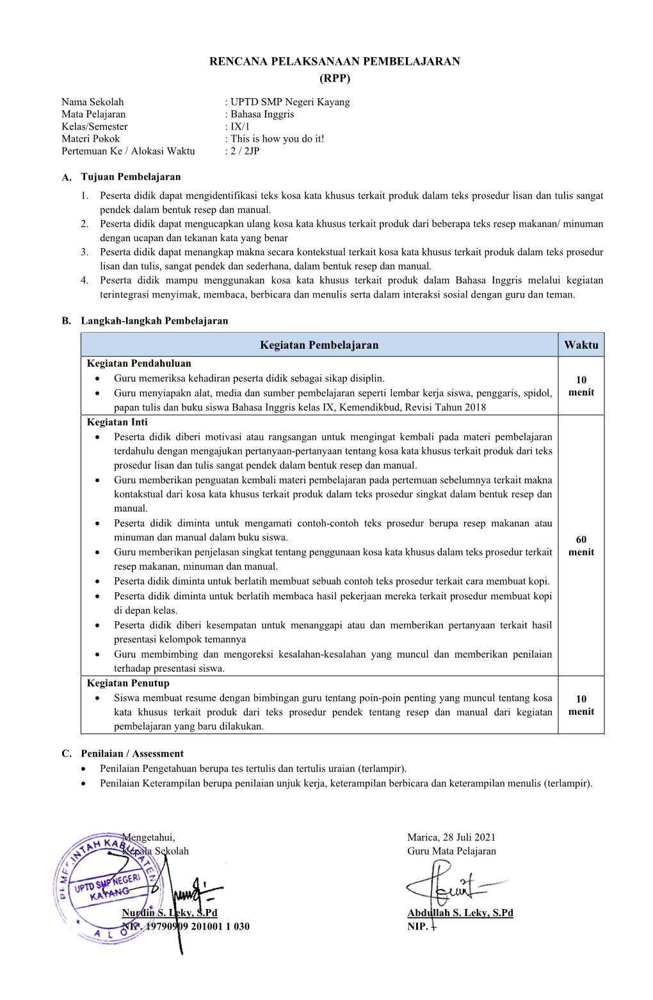 RENCANA PELAKSANAAN PEMBELAJARAN
(RPP)
Nama Sekolah : UPTD SMP Negeri Kayang
Mata Pelajaran : Bahasa Inggris
Kelas/Semester : IX/1
Materi Pokok : This is how you do it!
Pertemuan Ke / Alokasi Waktu : 2 / 2JP
A. Tujuan Pembelajaran
1. Peserta didik dapat mengidentifikasi teks kosa kata khusus terkait produk dalam teks prosedur lisan dan tulis sangat
pendek dalam bentuk resep dan manual.
2. Peserta didik dapat mengucapkan ulang kosa kata khusus terkait produk dari beberapa teks resep makanan/ minuman
dengan ucapan dan tekanan kata yang benar
3. Peserta didik dapat menangkap makna secara kontekstual terkait kosa kata khusus terkait produk dalam teks prosedur
lisan dan tulis, sangat pendek dan sederhana, dalam bentuk resep dan manual.
4. Peserta didik mampu menggunakan kosa kata khusus terkait produk dalam Bahasa Inggris melalui kegiatan
terintegrasi menyimak, membaca, berbicara dan menulis serta dalam interaksi sosial dengan guru dan teman.
B. Langkah-langkah Pembelajaran
Kegiatan Pembelajaran Waktu
Kegiatan Pendahuluan
• Guru memeriksa kehadiran peserta didik sebagai sikap disiplin.
• Guru menyiapakn alat, media dan sumber pembelajaran seperti lembar kerja siswa, penggaris, spidol,
papan tulis dan buku siswa Bahasa Inggris kelas IX, Kemendikbud, Revisi Tahun 2018
10
menit
Kegiatan Inti
• Peserta didik diberi motivasi atau rangsangan untuk mengingat kembali pada materi pembelajaran
terdahulu dengan mengajukan pertanyaan-pertanyaan tentang kosa kata khusus terkait produk dari teks
prosedur lisan dan tulis sangat pendek dalam bentuk resep dan manual.
• Guru memberikan penguatan kembali materi pembelajaran pada pertemuan sebelumnya terkait makna
kontakstual dari kosa kata khusus terkait produk dalam teks prosedur singkat dalam bentuk resep dan
manual.
• Peserta didik diminta untuk mengamati contoh-contoh teks prosedur berupa resep makanan atau
minuman dan manual dalam buku siswa.
• Guru memberikan penjelasan singkat tentang penggunaan kosa kata khusus dalam teks prosedur terkait
resep makanan, minuman dan manual.
• Peserta didik diminta untuk berlatih membuat sebuah contoh teks prosedur terkait cara membuat kopi.
• Peserta didik diminta untuk berlatih membaca hasil pekerjaan mereka terkait prosedur membuat kopi
di depan kelas.
• Peserta didik diberi kesempatan untuk menanggapi atau dan memberikan pertanyaan terkait hasil
presentasi kelompok temannya
• Guru membimbing dan mengoreksi kesalahan-kesalahan yang muncul dan memberikan penilaian
terhadap presentasi siswa.
60
menit
Kegiatan Penutup
• Siswa membuat resume dengan bimbingan guru tentang poin-poin penting yang muncul tentang kosa
kata khusus terkait produk dari teks prosedur pendek tentang resep dan manual dari kegiatan
pembelajaran yang baru dilakukan.
10
menit
C. Penilaian / Assessment
• Penilaian Pengetahuan berupa tes tertulis dan tertulis uraian (terlampir).
• Penilaian Keterampilan berupa penilaian unjuk kerja, keterampilan berbicara dan keterampilan menulis (terlampir).
Mengetahui,
Kepala Sekolah
PEMERINTAH KABUPATEN
UPTD SMP NEGERI
KAYANG
ALOR
Nurdin S. Leky, S.Pd
NIP. 19790909 201001 1 030
Marica, 28 Juli 2021
Guru Mata Pelajaran
Abdullah S. Leky, S.Pd
NIP. –